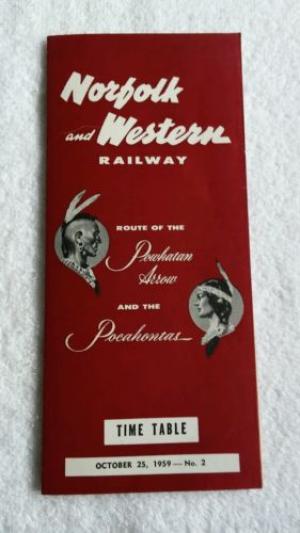 Norfolk
and Western
RAILWAY
ROUTE OF THE
Powhatan
Arrow
AND THE
Pocahontas
TIME TABLE
OCTOBER 25, 1959 — No. 2